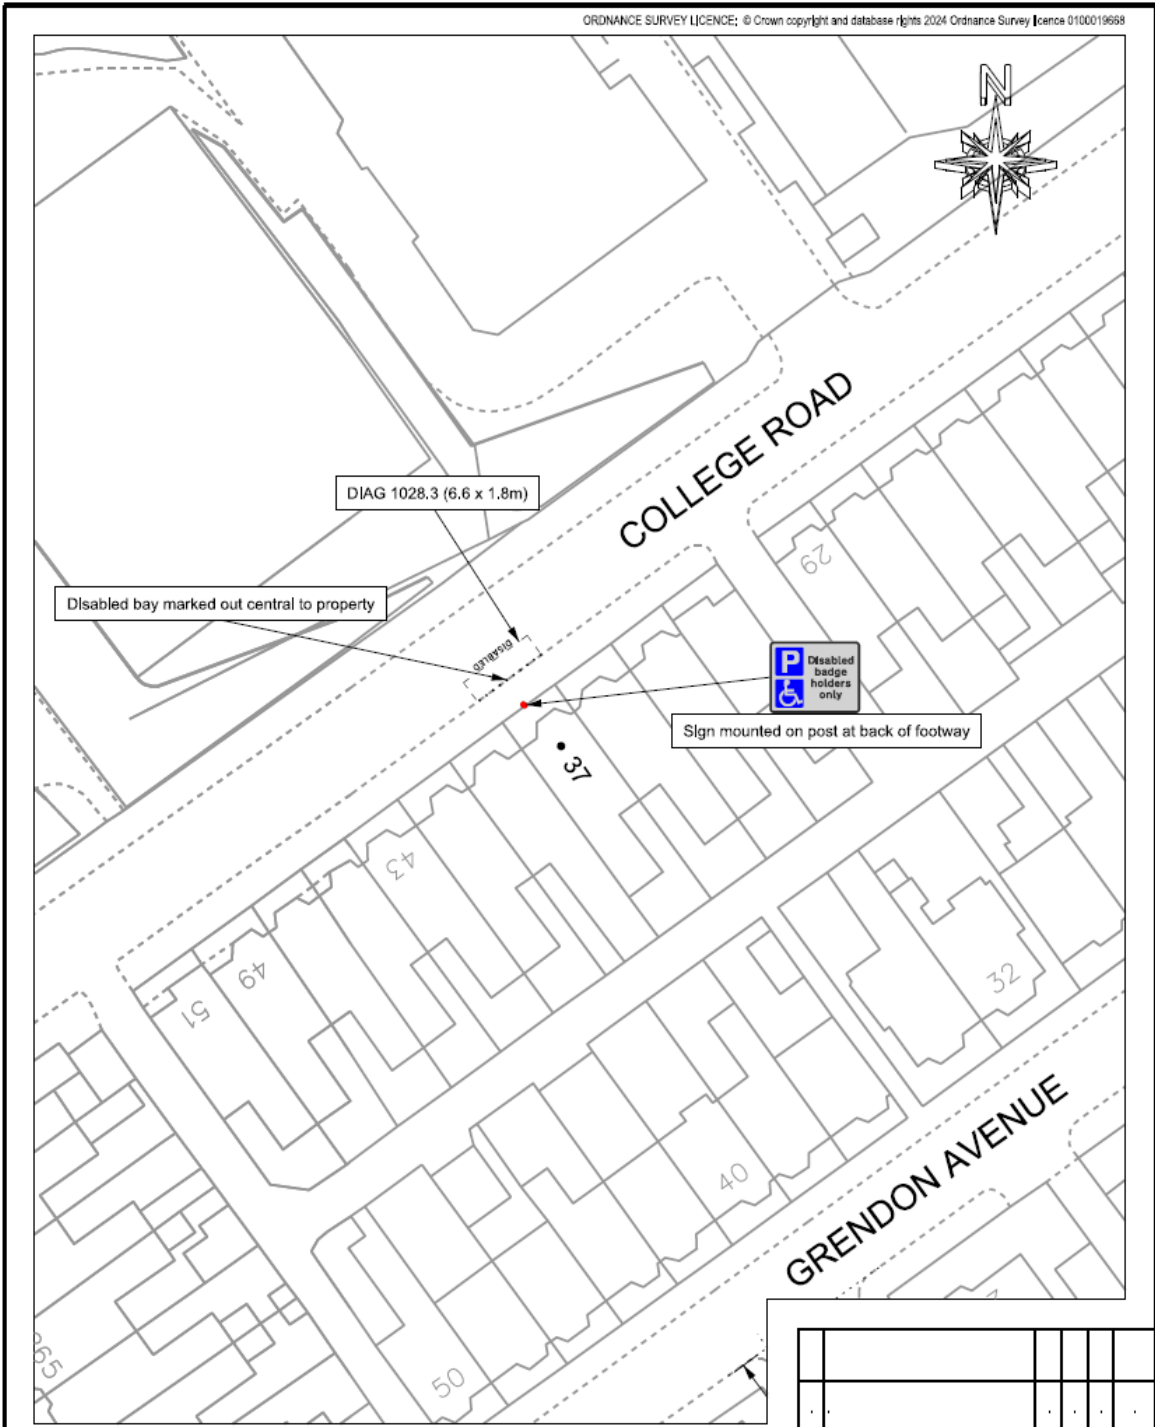 ORDNANCE SURVEY LICENCE; © Crown copyright and database rights 2024 Ordnance Survey licence 0100019668
N
COLLEGE ROAD
DIAG 1028.3 (6.6 x 1.8m)
29
Disabled bay marked out central to property
DISABLED
P
Disabled
badge
holders
only
Sign mounted on post at back of footway
37
43
49
51
32
40
GRENDON AVENUE
50
265